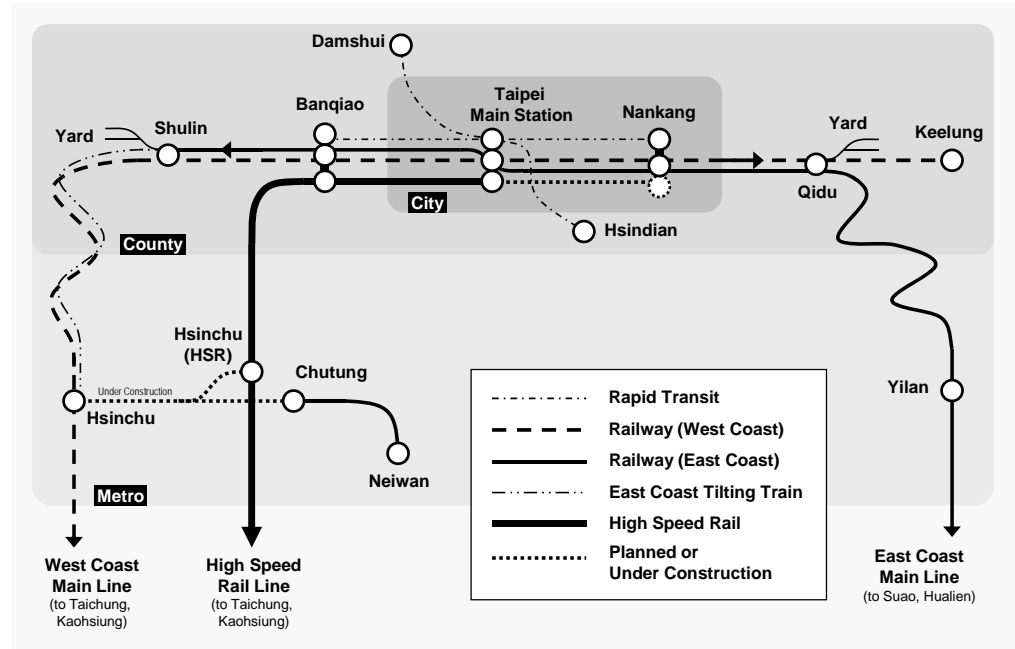 Damshui
Taipei
Main Station
Banqiao
Nankang
Yard
Shulin
Yard
Keelung
Qidu
City
Hsindian
County
Hsinchu
(HSR)
Chutung
Under Construction
Hsinchu
Yilan
Neiwan
Metro
Rapid Transit
Railway (West Coast)
Railway (East Coast)
East Coast Tilting Train
High Speed Rail
Planned or
Under Construction
West Coast
Main Line
(to Taichung,
Kaohsiung)
High Speed
Rail Line
(to Taichung,
Kaohsiung)
East Coast
Main Line
(to Suao, Hualien)